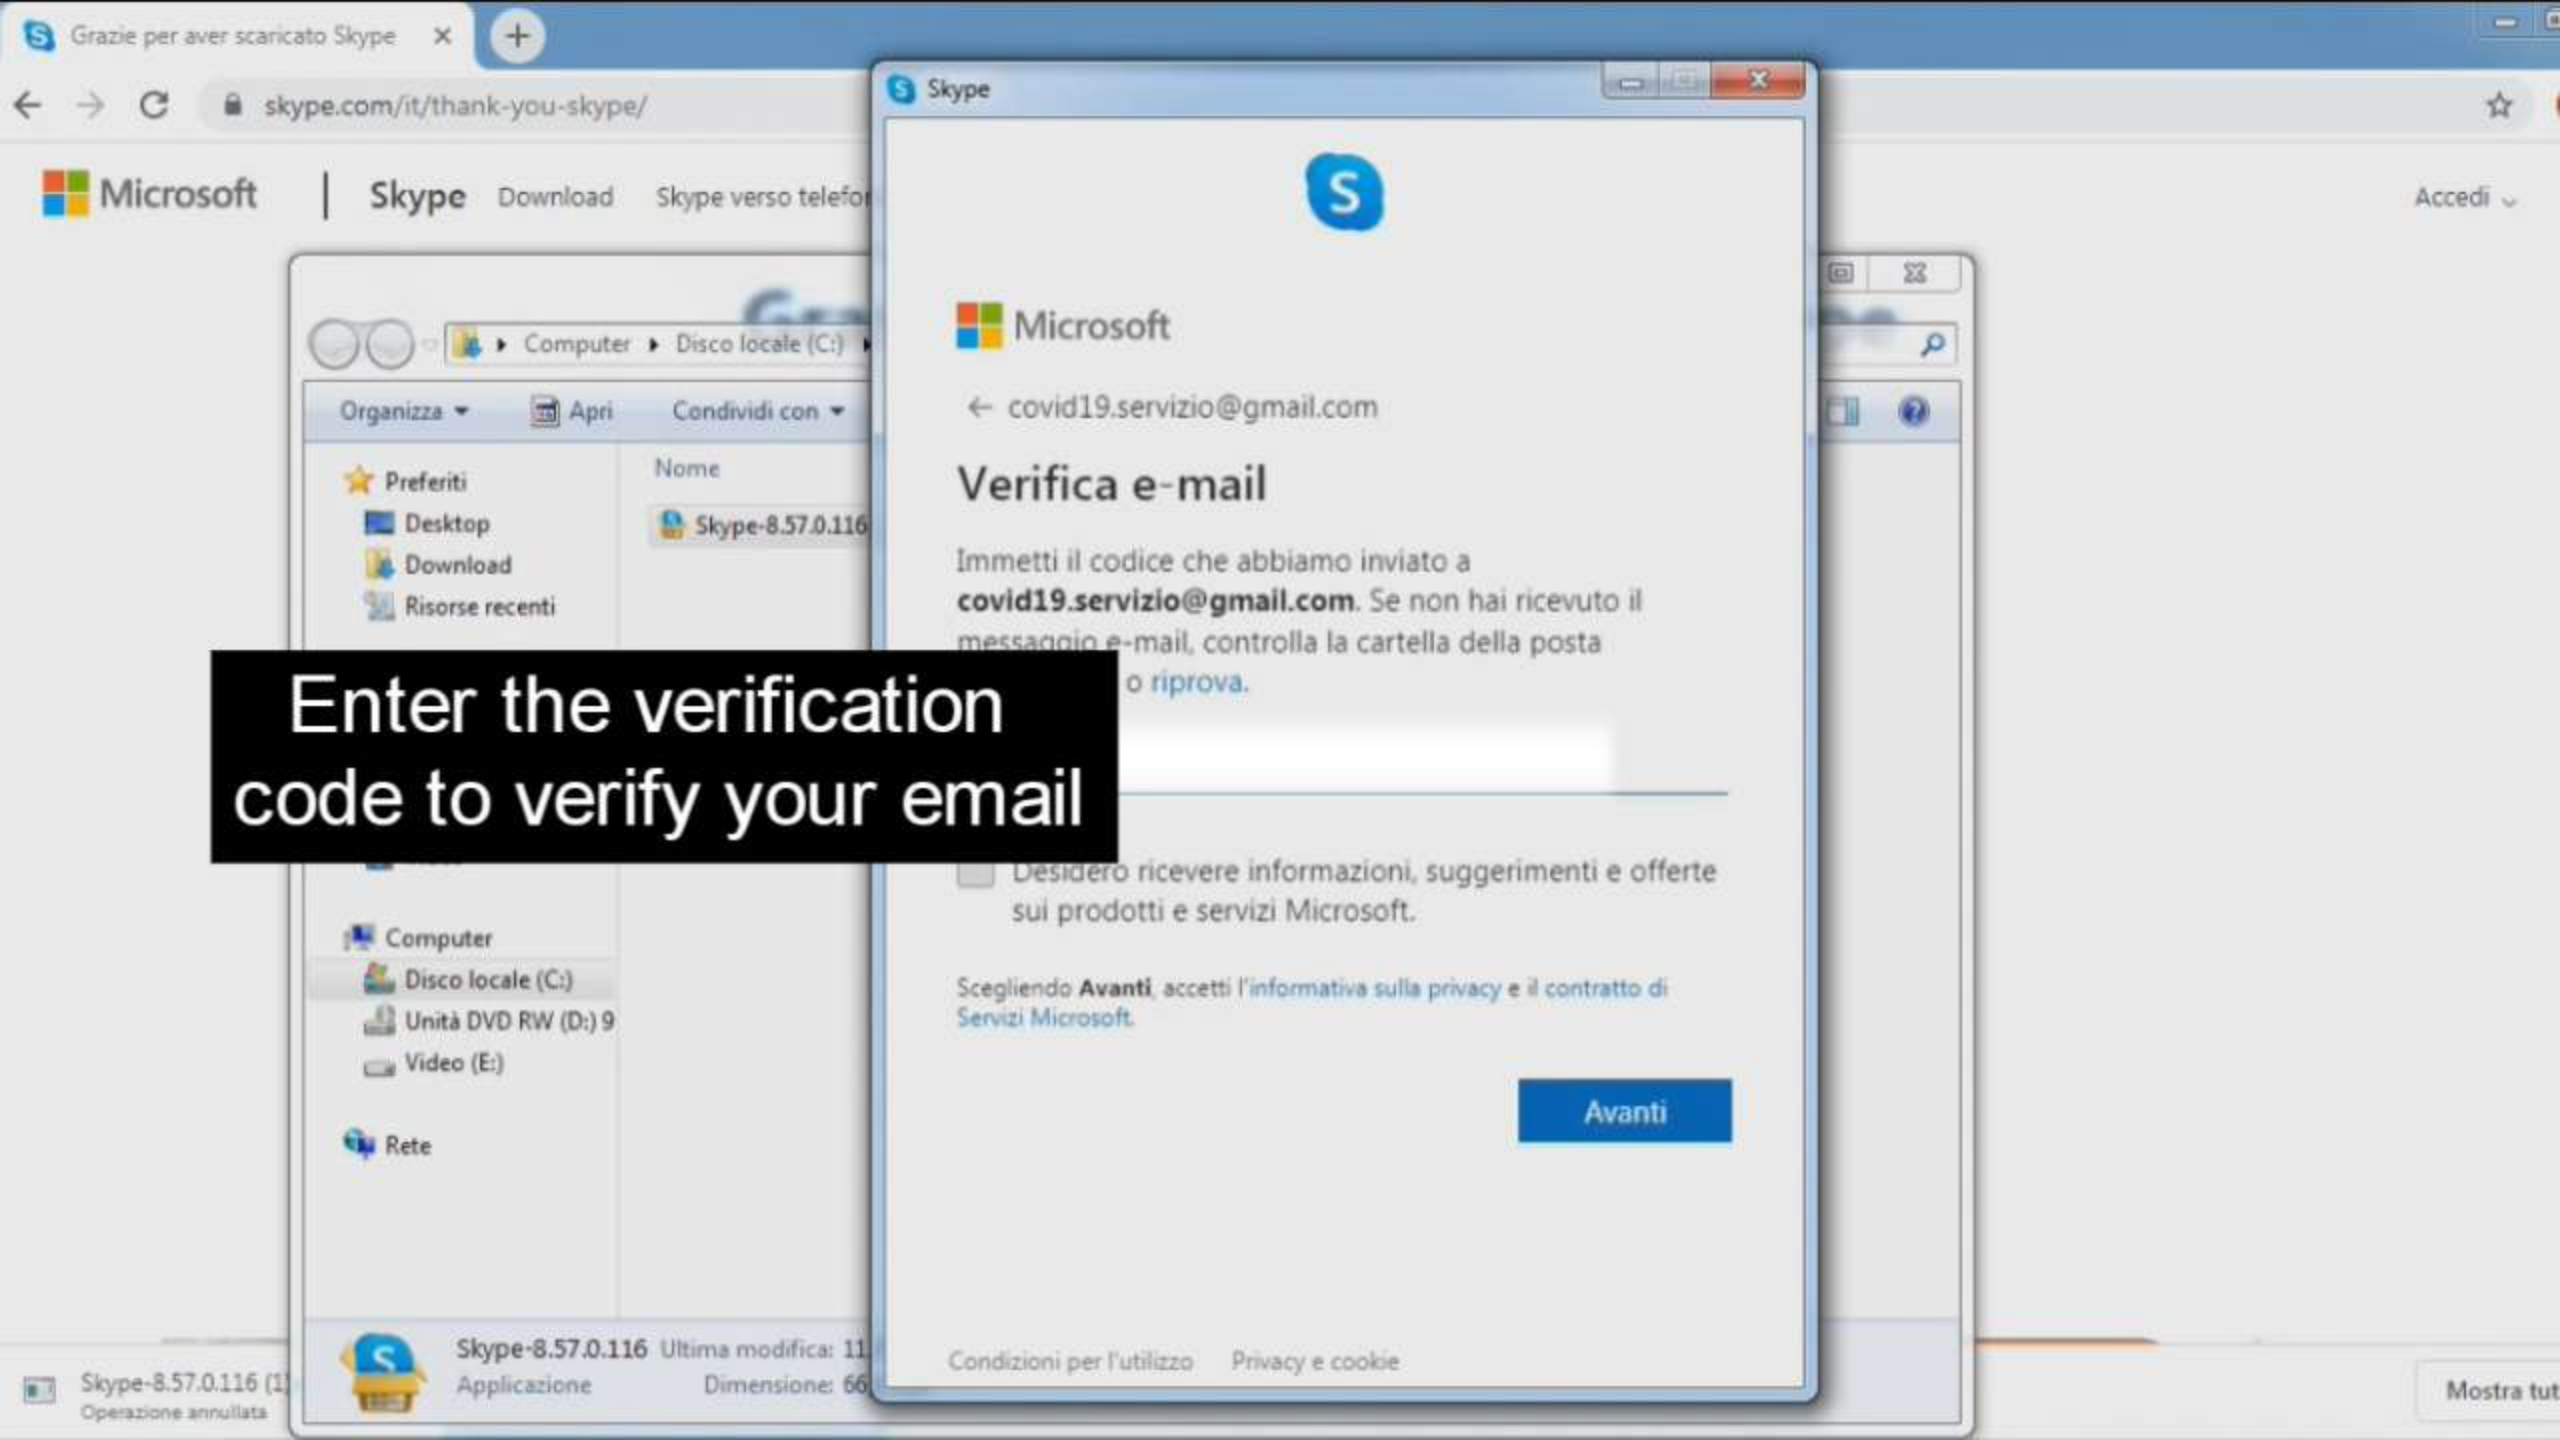 Grazie per aver scaricato Skype
skype.com/it/thank-you-skype/
Microsoft
Skype
Download
Skype verso
Accedi
Computer
Disco locale (C:)
Organizza
Apri
Condividi con
Preferiti
Desktop
Download
Risorse recenti
Nome
Skype-8.57.0.116
Computer
Disco locale (C:)
Unità DVD RW (D:) 9
Video (E:)
Rete
Skype-8.57.0.116 Ultima modifica: 11
Applicazione Dimensione: 66
Skype
Microsoft
covid19.servizio@gmail.com
Verifica e-mail
Immetti il codice che abbiamo inviato a
covid19.servizio@gmail.com. Se non hai ricevuto il
messaggio e-mail, controlla la cartella della posta
o riprova.
Enter the verification
code to verify your email
Desidero ricevere informazioni, suggerimenti e offerte
sui prodotti e servizi Microsoft.
Scegliendo Avanti, accetti l'informativa sulla privacy e il contratto di
Servizi Microsoft.
Avanti
Condizioni per l'utilizzo
Privacy e cookie
Skype-8.57.0.116 (1
Operazione annullata
Mostra tut